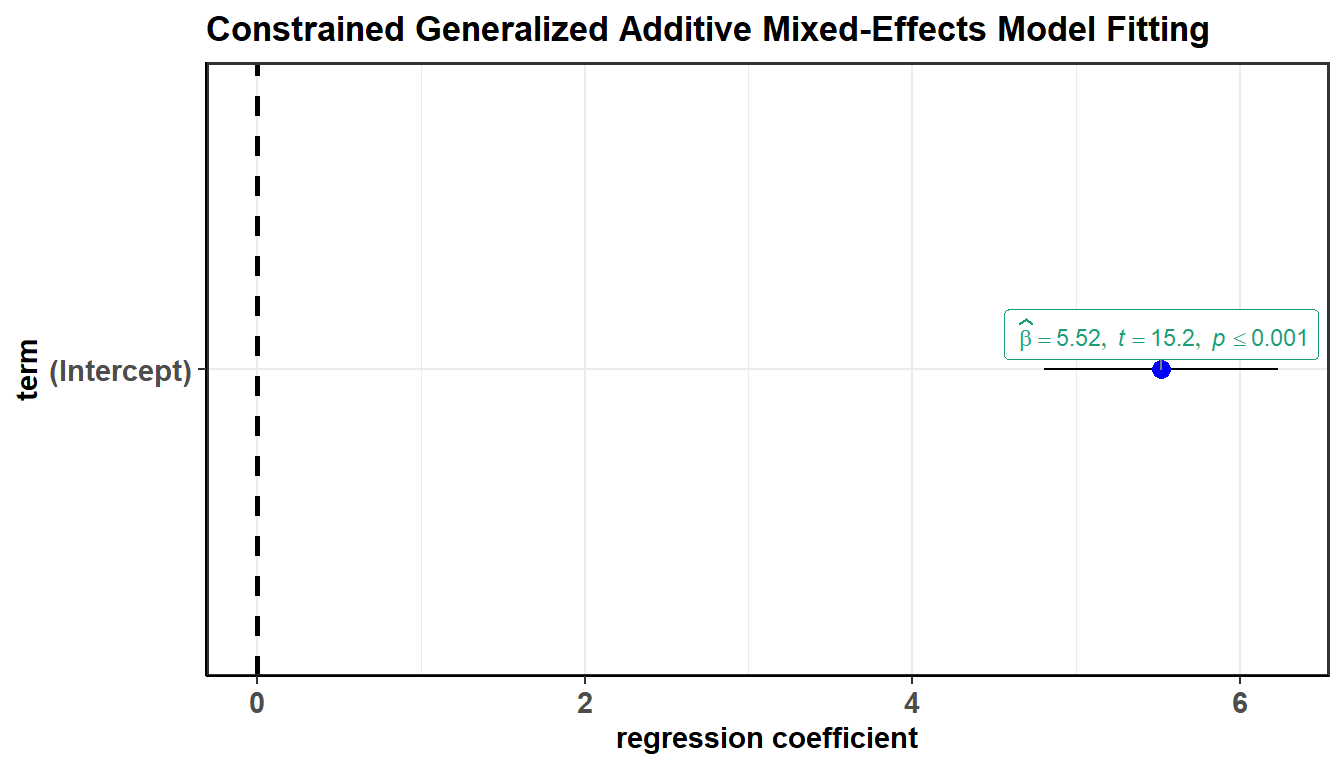 Constrained Generalized Additive Mixed-Effects Model Fitting
term
(Intercept)
β̂ = 5.52, t = 15.2, p ≤ 0.001
0 2 4 6
regression coefficient